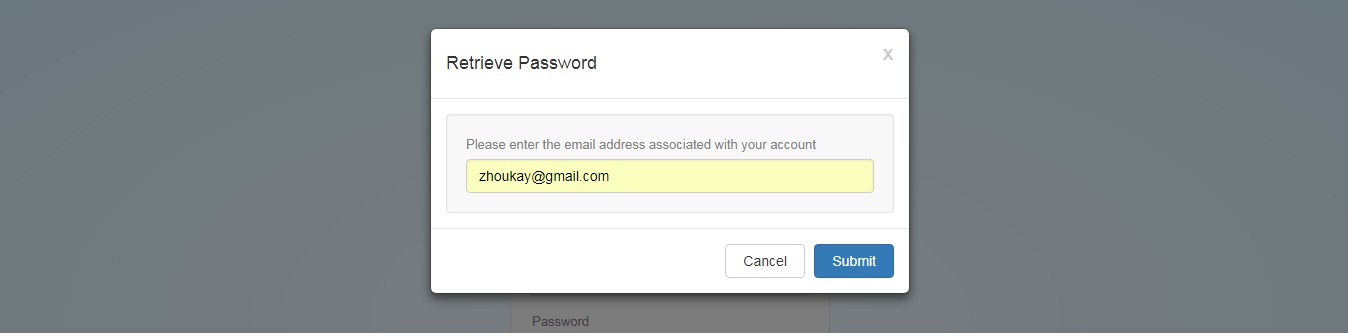 Retrieve Password
x
Please enter the email address associated with your account
zhoukay@gmail.com
Cancel
Submit
Password